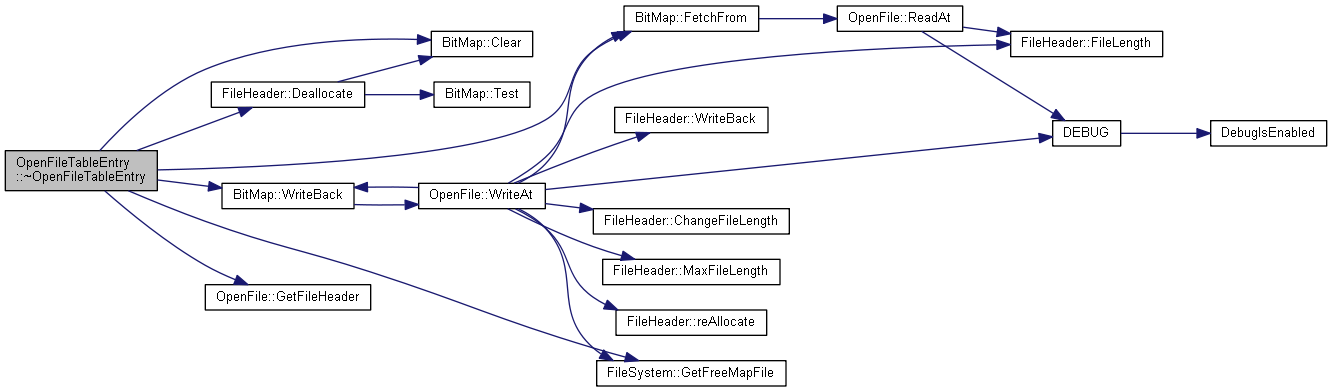 OpenFileTableEntry
::~OpenFileTableEntry
BitMap::Clear
FileHeader::Deallocate
BitMap::Test
BitMap::FetchFrom
OpenFile::ReadAt
FileHeader::FileLength
FileHeader::WriteBack
DEBUG
DebugIsEnabled
BitMap::WriteBack
OpenFile::WriteAt
FileHeader::ChangeFileLength
FileHeader::MaxFileLength
OpenFile::GetFileHeader
FileHeader::reAllocate
FileSystem::GetFreeMapFile